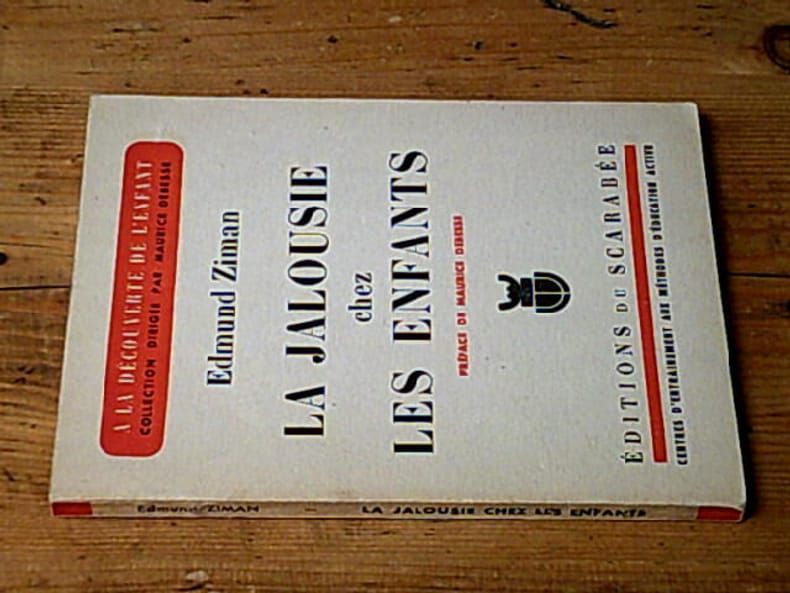 A LA DÉCOUVERTE DE L'ENFANT
COLLECTION DIRIGÉE PAR MAURICE DEBESSE
Edmund Ziman
LA JALOUSIE
chez
LES ENFANTS
PRÉFACE DE MAURICE DEBESSE
ÉDITIONS DU SCARABÉE
CENTRES D'ENTRAINEMENT AUX MÉTHODES D'ÉDUCATION ACTIVE
Edmund ZIMAN — LA JALOUSIE CHEZ LES ENFANTS